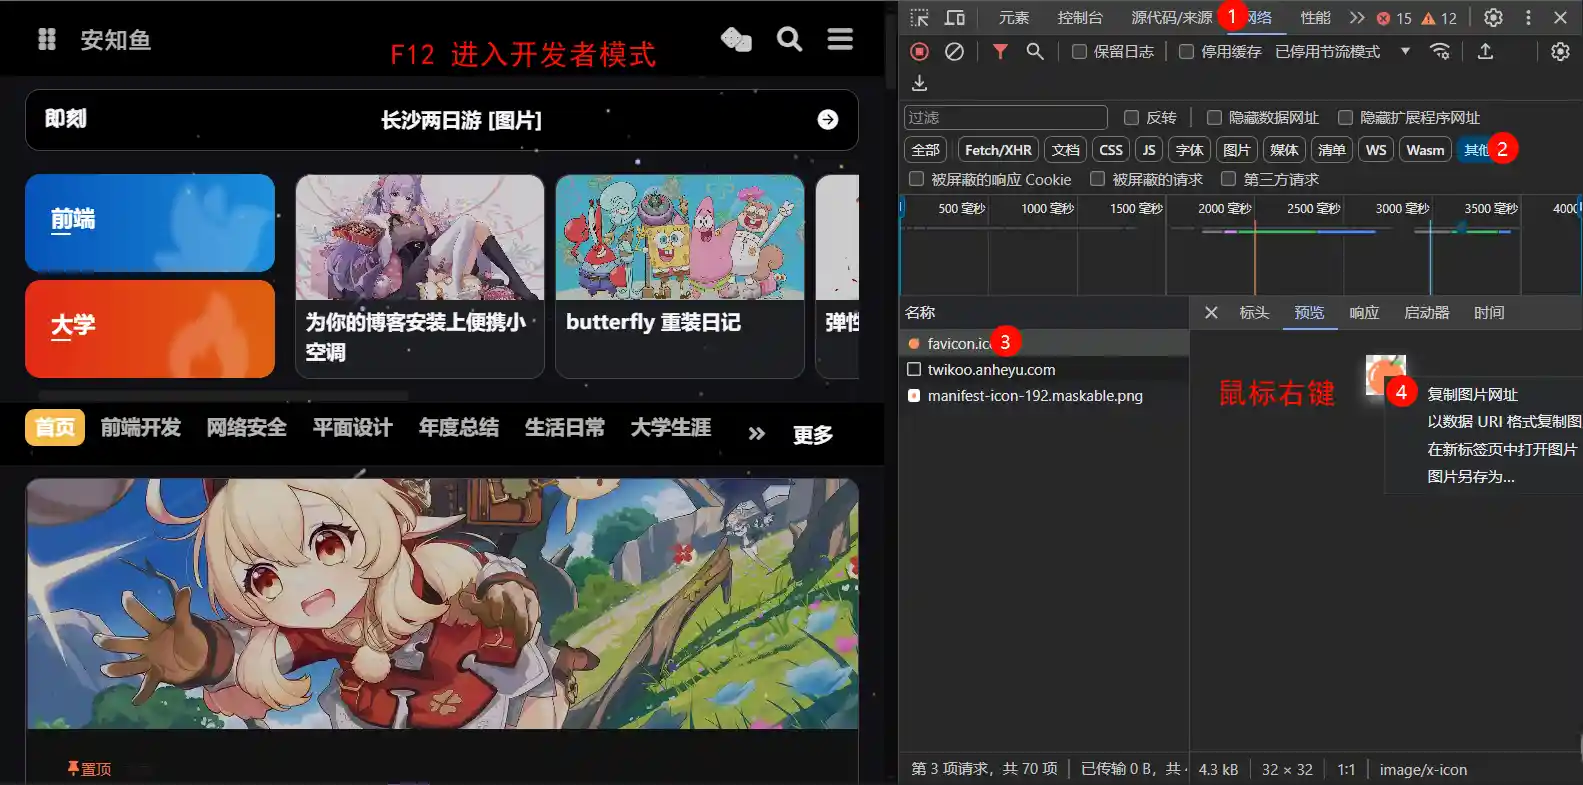 安知鱼
F12 进入开发者模式
即刻
长沙两日游 [图片]
前端
大学
为你的博客安装上便携小
空调
butterfly 重装日记
弹性
首页 前端开发 网络安全 平面设计 年度总结 生活日常 大学生涯 更多
置顶
元素 控制台 源代码/来源 1 网络 性能 15 12
保留日志 停用缓存 已停用节流模式
过滤 反转 隐藏数据网址 隐藏扩展程序网址
全部 Fetch/XHR 文档 CSS JS 字体 图片 媒体 清单 WS Wasm 其他 2
被屏蔽的响应 Cookie 被屏蔽的请求 第三方请求
500 毫秒 1000 毫秒 1500 毫秒 2000 毫秒 2500 毫秒 3000 毫秒 3500 毫秒 4000
名称
标头 预览 响应 启动器 时间
favicon.ic 3
twikoo.anheyu.com
manifest-icon-192.maskable.png
鼠标右键
4
复制图片网址
以数据 URI 格式复制图
在新标签页中打开图片
图片另存为...
第 3 项请求，共 70 项 已传输 0 B，共
4.3 kB 32 × 32 1:1 image/x-icon